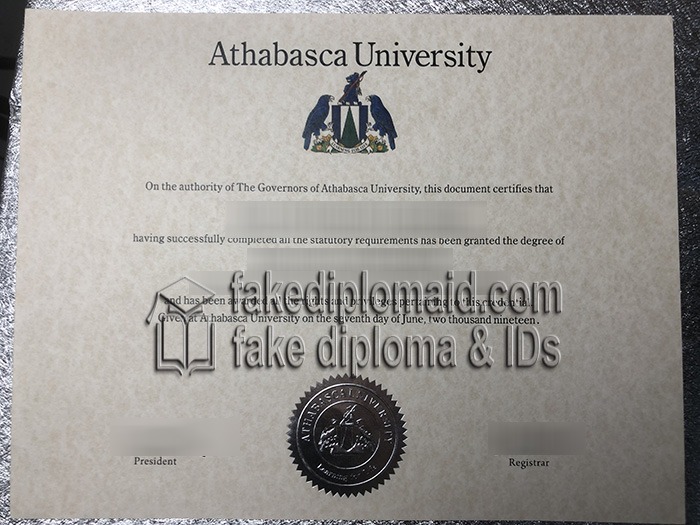 Athabasca University
On the authority of The Governors of Athabasca University, this document certifies that
having successfully completed all the statutory requirements has been granted the degree of
and has been awarded all the rights and privileges pertaining to this credential.
Given at Athabasca University on the seventh day of June, two thousand nineteen.
fakediplomaid.com
fake diploma & IDs
ATHABASCA UNIVERSITY
President
Registrar